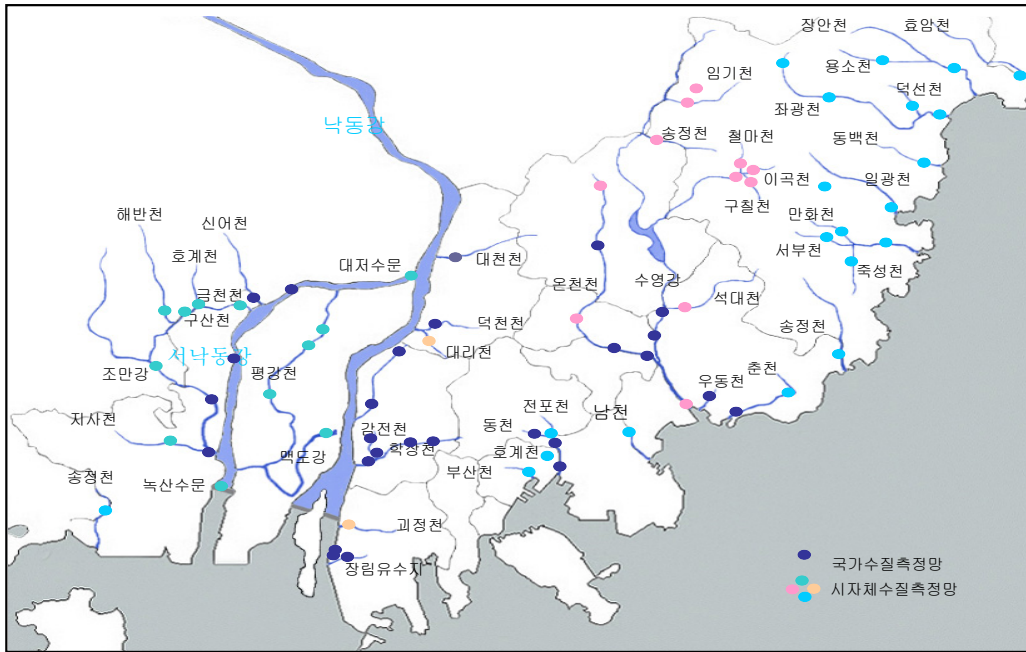 장안천
효암천
용소천
임기천
덕선천
좌광천
낙동강
송정천
철마천
동백천
이곡천
일광천
해반천
신어천
구칠천
만화천
호계천
서부천
대저수문
대천천
온천천
수영강
죽성천
금천천
석대천
구산천
덕천천
송정천
서낙동강
대리천
조만강
평강천
우동천
춘천
지사천
감전천
전포천
남천
동천
학장천
호계천
맥도강
송정천
부산천
녹산수문
괴정천
장림유수지
국가수질측정망
시자체수질측정망